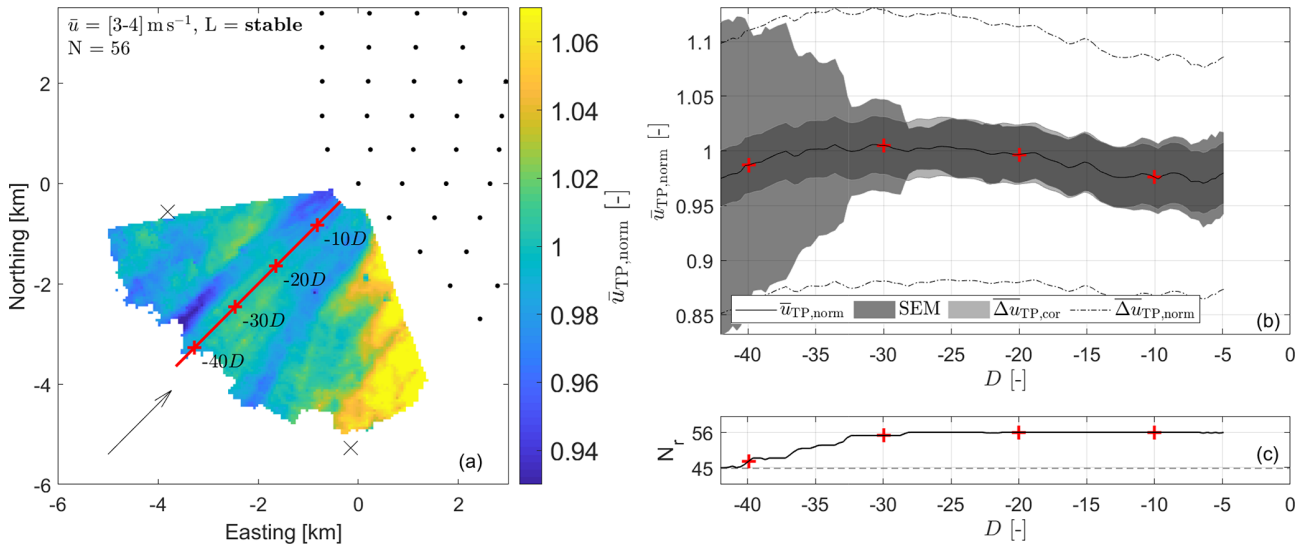 ū = [3-4] m s⁻¹, L = stable
N = 56
2
0
-2
-4
-6
Northing [km]
-6
-4
-2
0
2
Easting [km]
-10D
-20D
-30D
-40D
(a)
1.06
1.04
1.02
1
0.98
0.96
0.94
ū_TP,norm [-]
1.1
1.05
1
0.95
0.9
0.85
ū_TP,norm [-]
ū_TP,norm
SEM
Δ̅u̅_TP,cor
Δ̅u̅_TP,norm
(b)
-40
-35
-30
-25
-20
-15
-10
-5
0
D [-]
56
45
N_r
(c)
-40
-35
-30
-25
-20
-15
-10
-5
0
D [-]